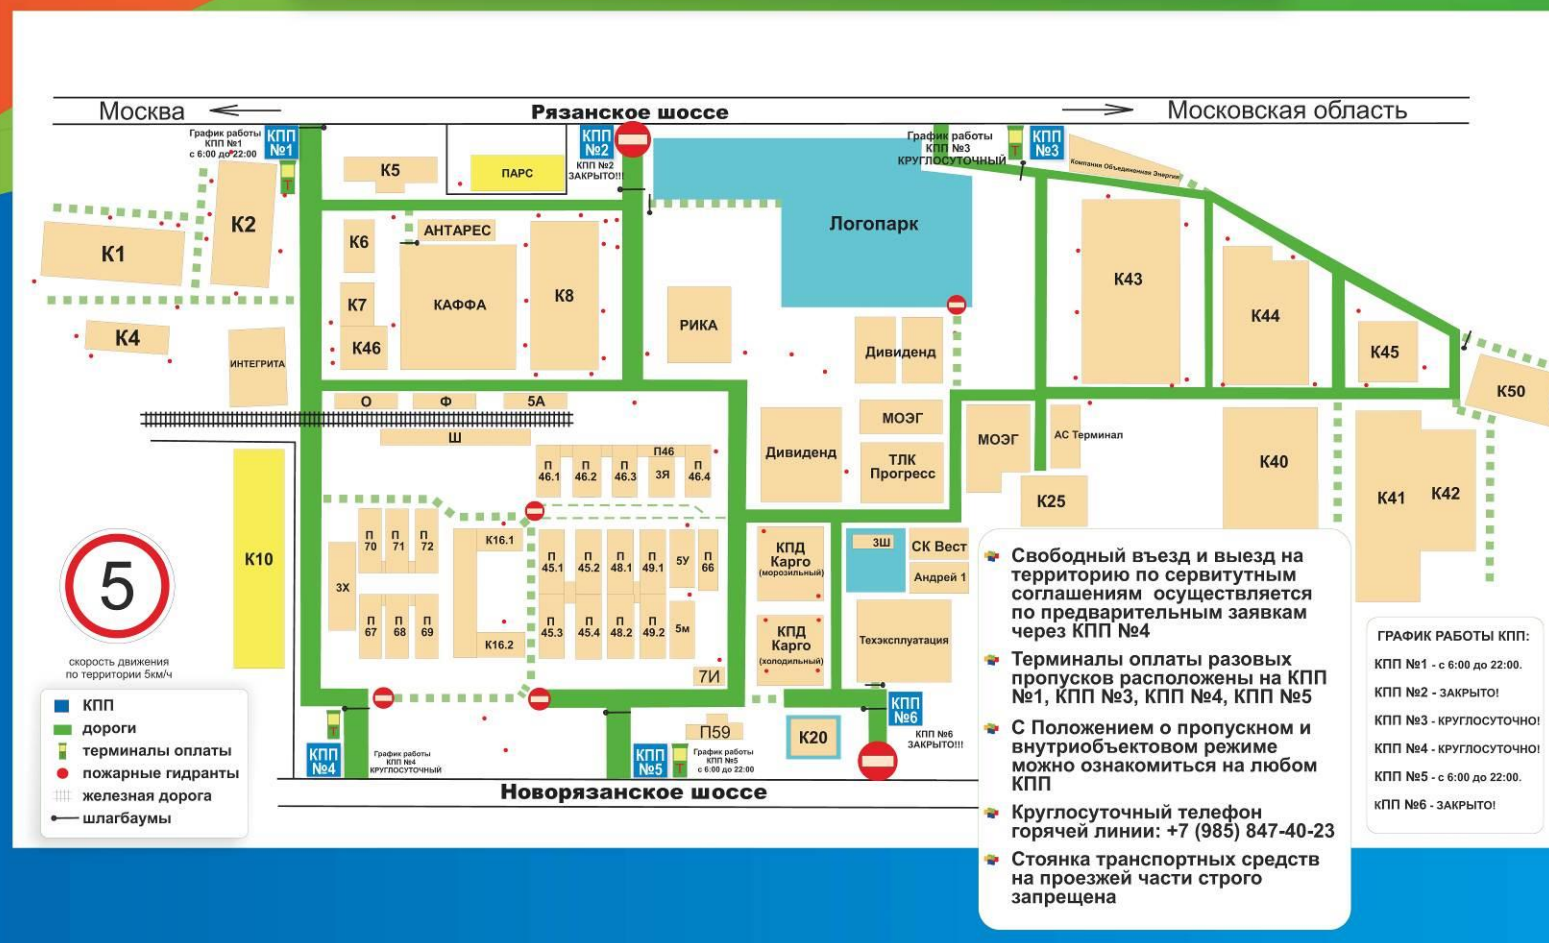 Москва
Рязанское шоссе
Московская область
График работы
КПП №1
с 6:00 до 22:00
КПП
№1
Т
К5
ПАРС
КПП
№2
КПП №2
ЗАКРЫТО!!!
График работы
КПП №3
КРУГЛОСУТОЧНЫЙ
Т
КПП
№3
Компания Объединенная Энергия
К1
К2
К4
ИНТЕГРИТА
К6
К7
К46
АНТАРЕС
КАФФА
К8
РИКА
Логопарк
Дивиденд
К43
К44
К45
К50
О
Ф
5А
Ш
Дивиденд
МОЭГ
ТЛК
Прогресс
МОЭГ
АС Терминал
К25
К40
К41
К42
П
46.1
П
46.2
П
46.3
П46
3Я
П
46.4
К10
5
скорость движения
по территории 5км/ч
3Х
П
70
П
71
П
72
П
67
П
68
П
69
К16.1
К16.2
П
45.1
П
45.2
П
48.1
П
49.1
5У
П
66
П
45.3
П
45.4
П
48.2
П
49.2
5м
7И
П59
КПД
Карго
(морозильный)
КПД
Карго
(холодильный)
3Ш
СК Вест
Андрей 1
Техэксплуатация
К20
КПП
№6
КПП №6
ЗАКРЫТО!!!
Т
КПП
№4
График работы
КПП №4
КРУГЛОСУТОЧНЫЙ
КПП
№5
Т
График работы
КПП №5
с 6:00 до 22:00
Новорязанское шоссе
КПП
дороги
терминалы оплаты
пожарные гидранты
железная дорога
шлагбаумы
Свободный въезд и выезд на
территорию по сервитутным
соглашениям осуществляется
по предварительным заявкам
через КПП №4
Терминалы оплаты разовых
пропусков расположены на КПП
№1, КПП №3, КПП №4, КПП №5
С Положением о пропускном и
внутриобъектовом режиме
можно ознакомиться на любом
КПП
Круглосуточный телефон
горячей линии: +7 (985) 847-40-23
Стоянка транспортных средств
на проезжей части строго
запрещена
ГРАФИК РАБОТЫ КПП:
КПП №1 - с 6:00 до 22:00.
КПП №2 - ЗАКРЫТО!
КПП №3 - КРУГЛОСУТОЧНО!
КПП №4 - КРУГЛОСУТОЧНО!
КПП №5 - с 6:00 до 22:00.
кПП №6 - ЗАКРЫТО!